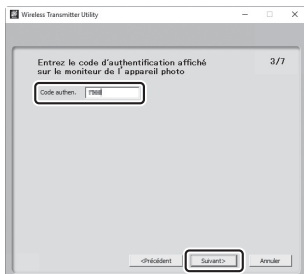 Wireless Transmitter Utility
Entrez le code d'authentification affiché
sur le moniteur de l'appareil photo
3/7
Code authen.
<Précédent
Suivant>
Annuler